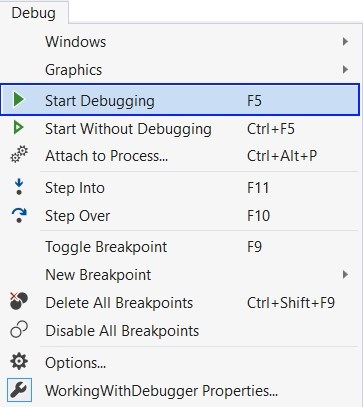 Debug
Windows
Graphics
Start Debugging F5
Start Without Debugging Ctrl+F5
Attach to Process... Ctrl+Alt+P
Step Into F11
Step Over F10
Toggle Breakpoint F9
New Breakpoint
Delete All Breakpoints Ctrl+Shift+F9
Disable All Breakpoints
Options...
WorkingWithDebugger Properties...